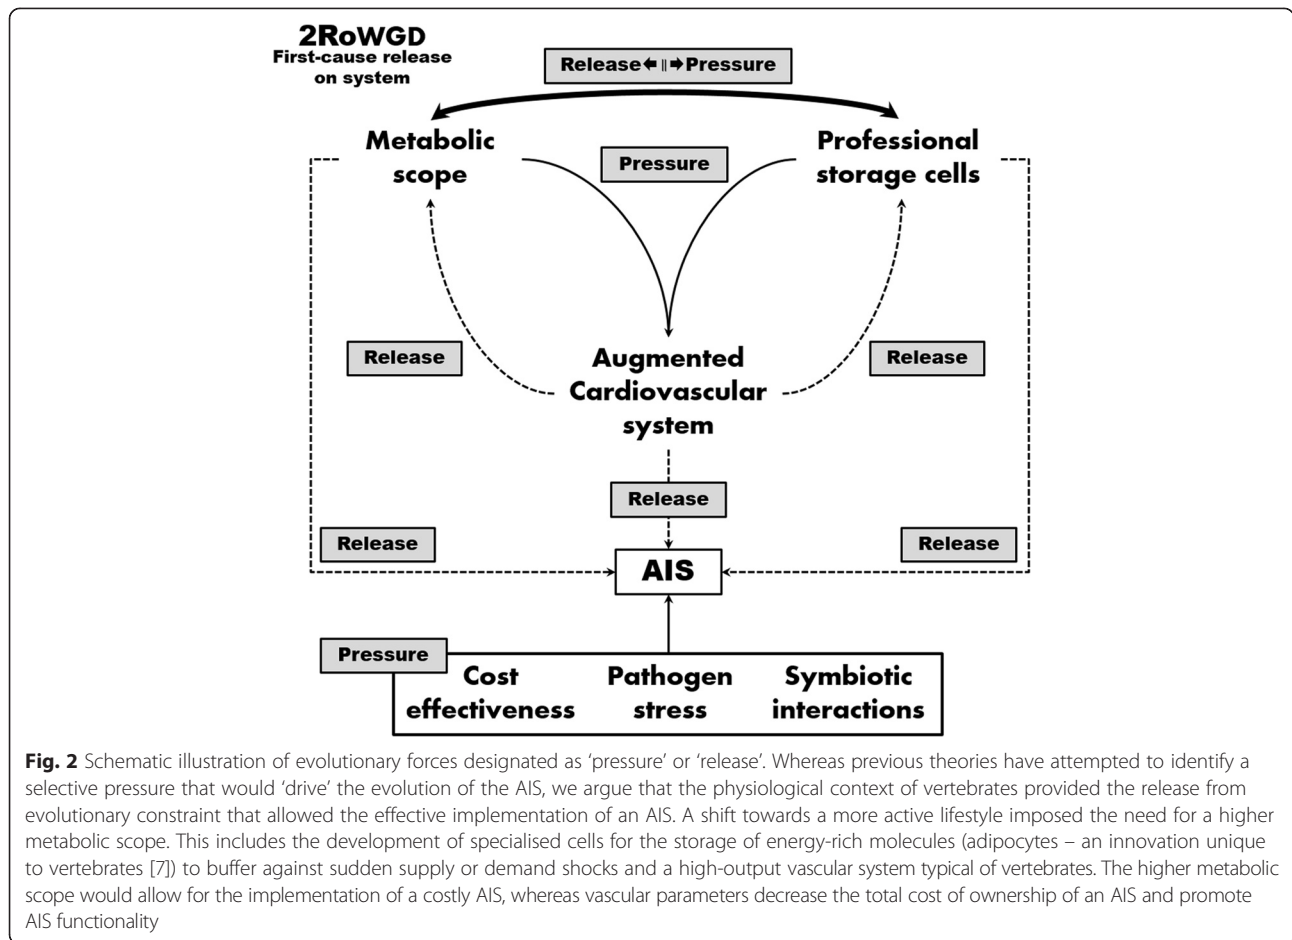 2RoWGD
First-cause release
on system
Release← || →Pressure
Metabolic
scope
Professional
storage cells
Pressure
Release
Release
Augmented
Cardiovascular
system
Release
Release
Release
AIS
Pressure
Cost
effectiveness
Pathogen
stress
Symbiotic
interactions
Fig. 2 Schematic illustration of evolutionary forces designated as ‘pressure’ or ‘release’. Whereas previous theories have attempted to identify a
selective pressure that would ‘drive’ the evolution of the AIS, we argue that the physiological context of vertebrates provided the release from
evolutionary constraint that allowed the effective implementation of an AIS. A shift towards a more active lifestyle imposed the need for a higher
metabolic scope. This includes the development of specialised cells for the storage of energy-rich molecules (adipocytes – an innovation unique
to vertebrates [7]) to buffer against sudden supply or demand shocks and a high-output vascular system typical of vertebrates. The higher metabolic
scope would allow for the implementation of a costly AIS, whereas vascular parameters decrease the total cost of ownership of an AIS and promote
AIS functionality